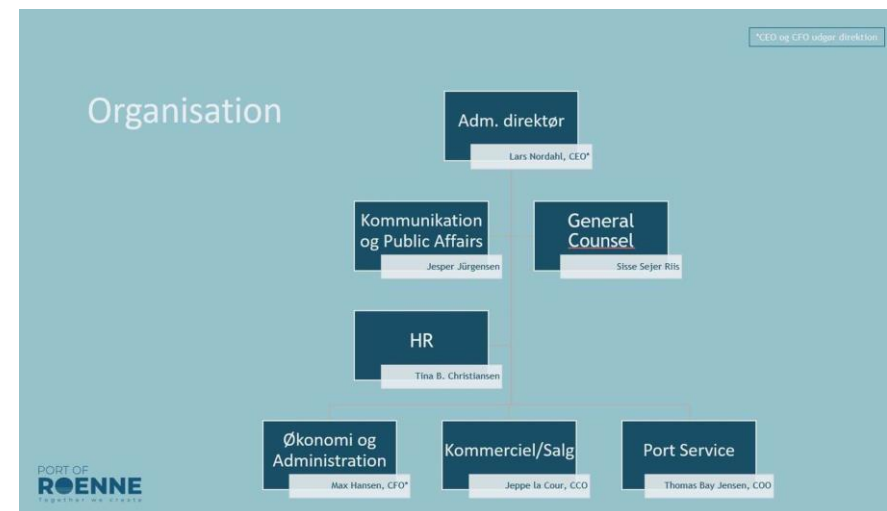 *CEO og CFO udgør direktion
Organisation
Adm. direktør
Lars Nordahl, CEO*
Kommunikation
og Public Affairs
Jesper Jürgensen
General
Counsel
Sisse Sejer Riis
HR
Tina B. Christiansen
Økonomi og
Administration
Max Hansen, CFO*
Kommerciel/Salg
Jeppe la Cour, CCO
Port Service
Thomas Bay Jensen, COO
PORT OF
ROENNE
Together we create